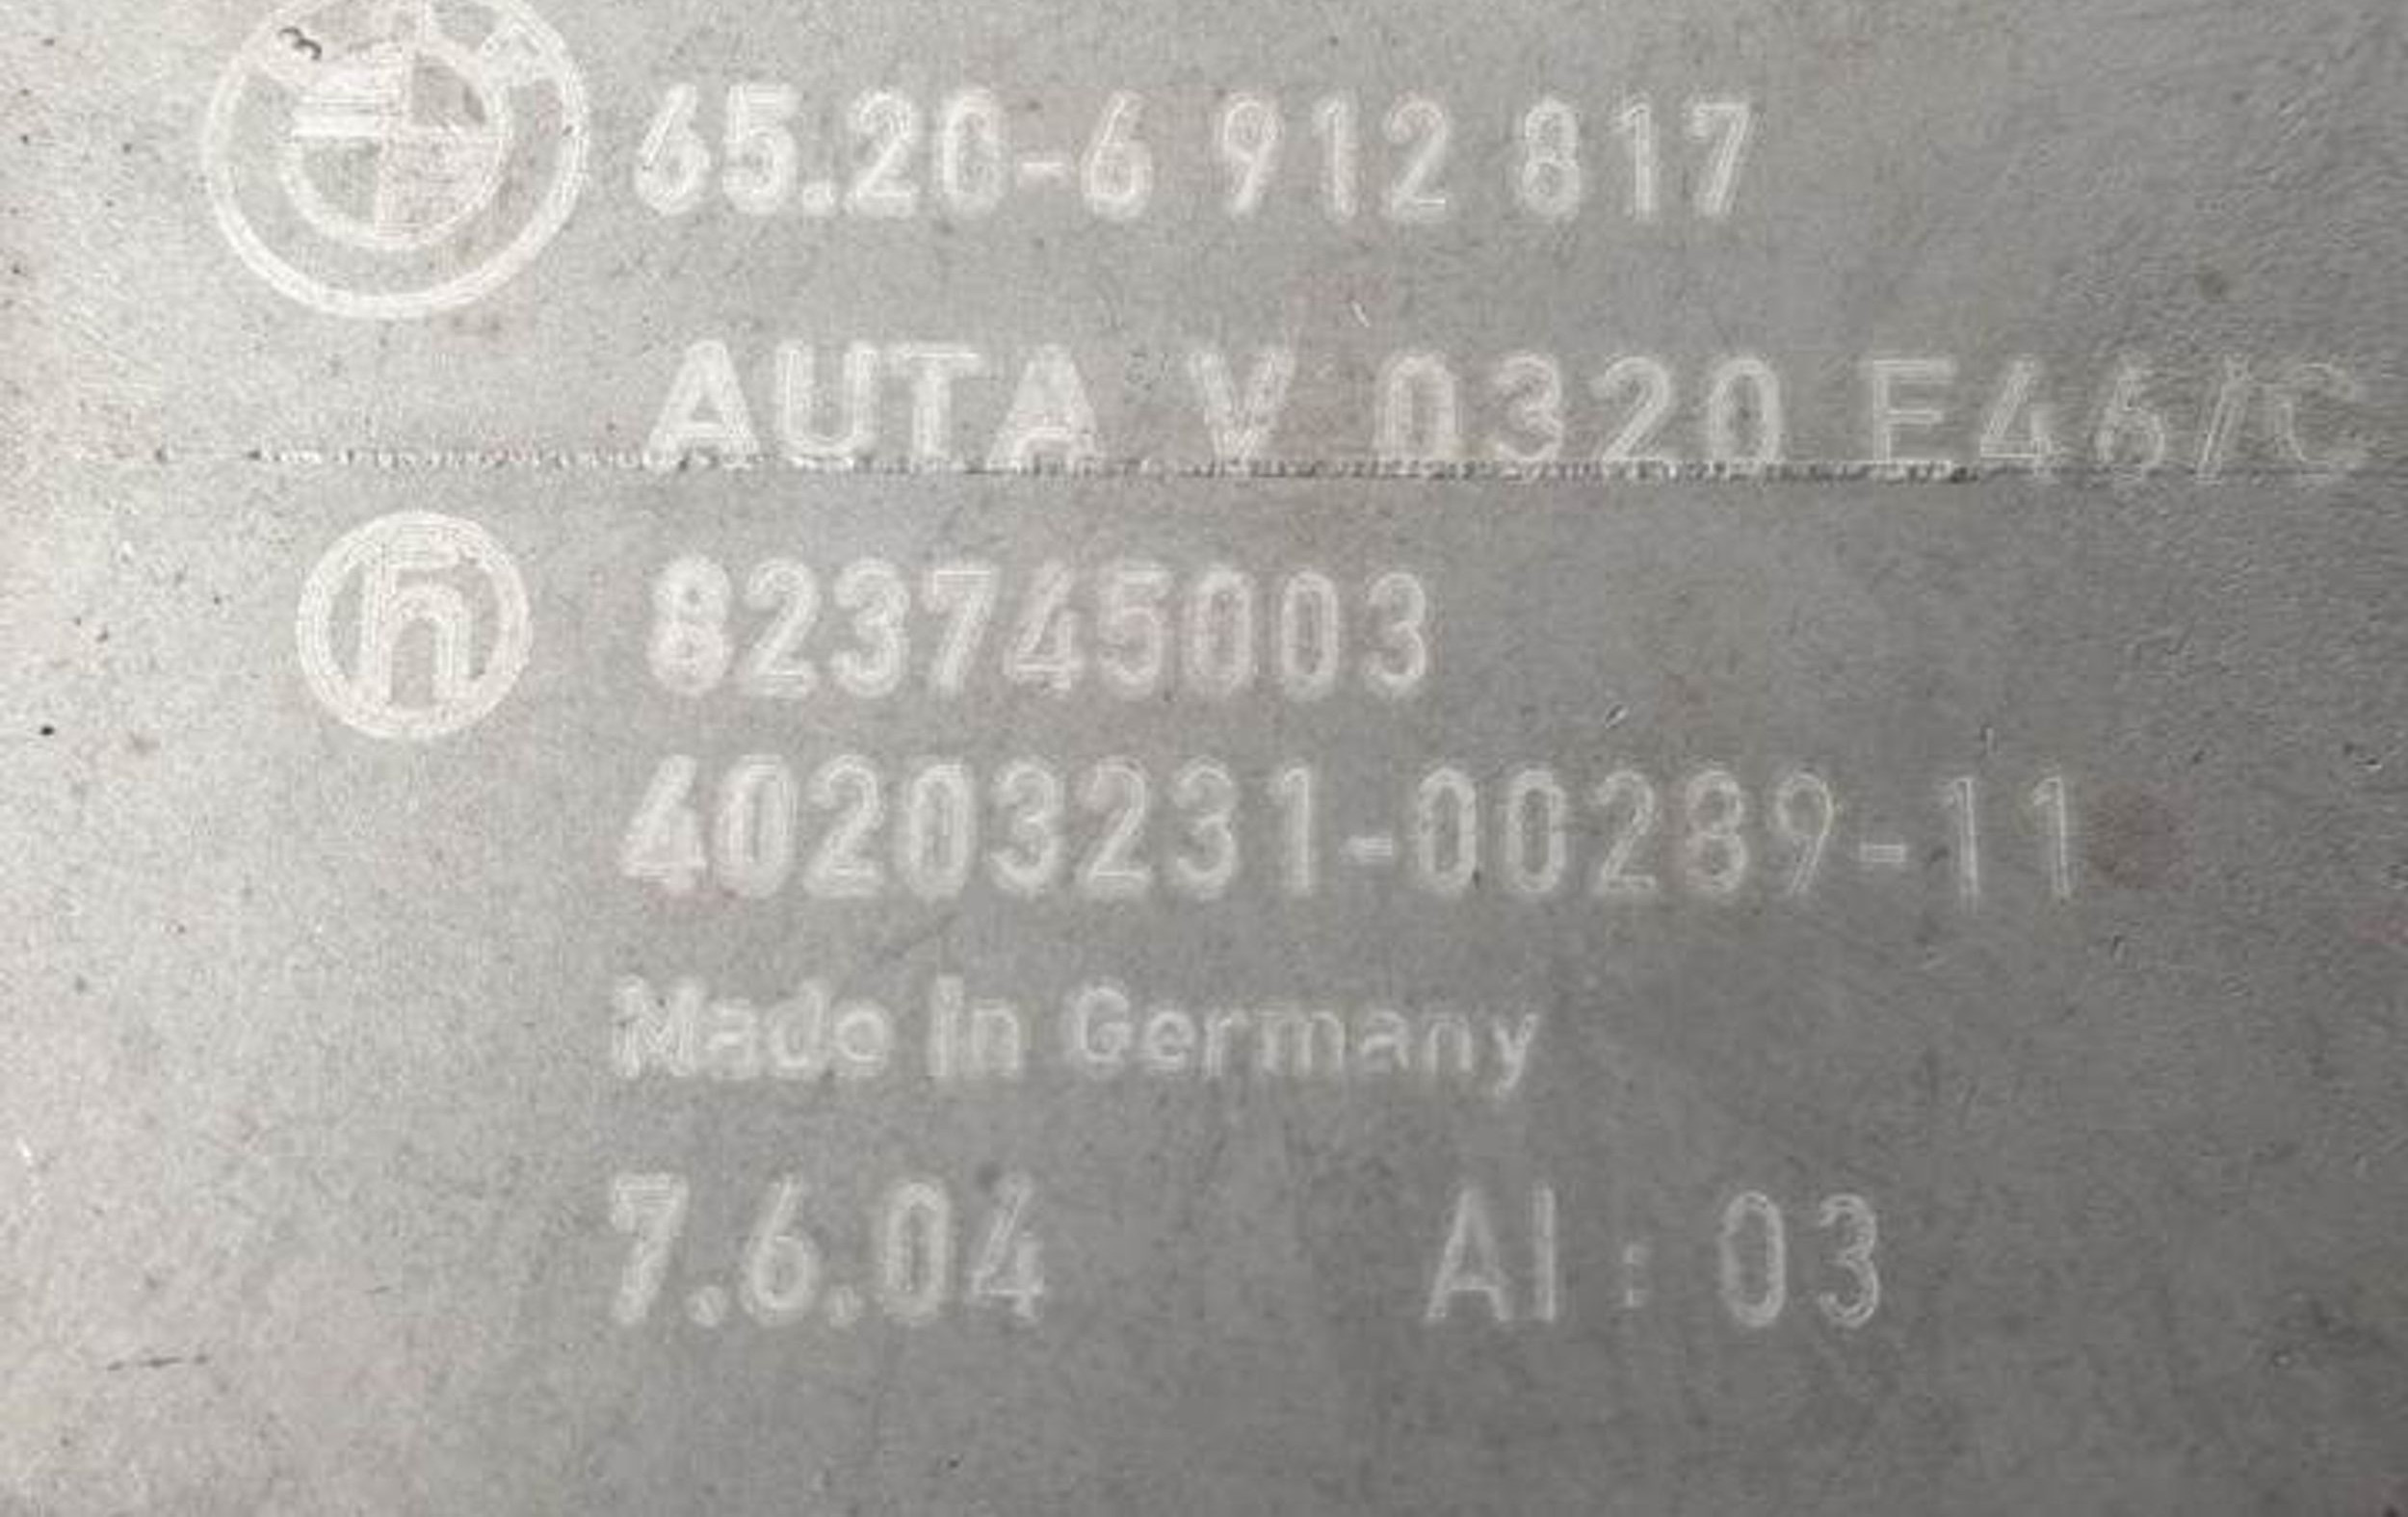 65.20-6 912 817
AUTA V 0320 E46/C
h
823745003
40203231-00289-11
Made In Germany
7.6.04 AI: 03